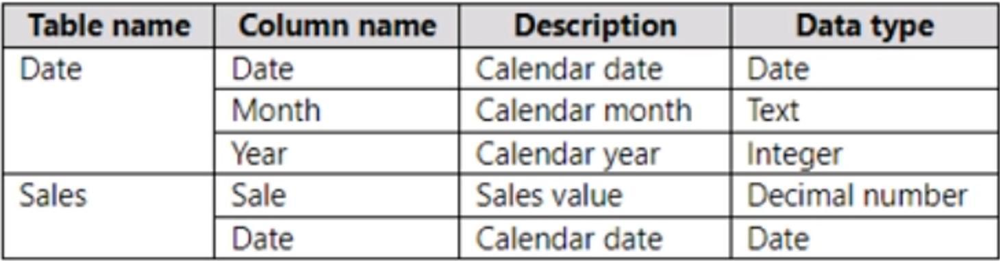 Table name Column name Description Data type
Date Date Calendar date Date
Month Calendar month Text
Year Calendar year Integer
Sales Sale Sales value Decimal number
Date Calendar date Date